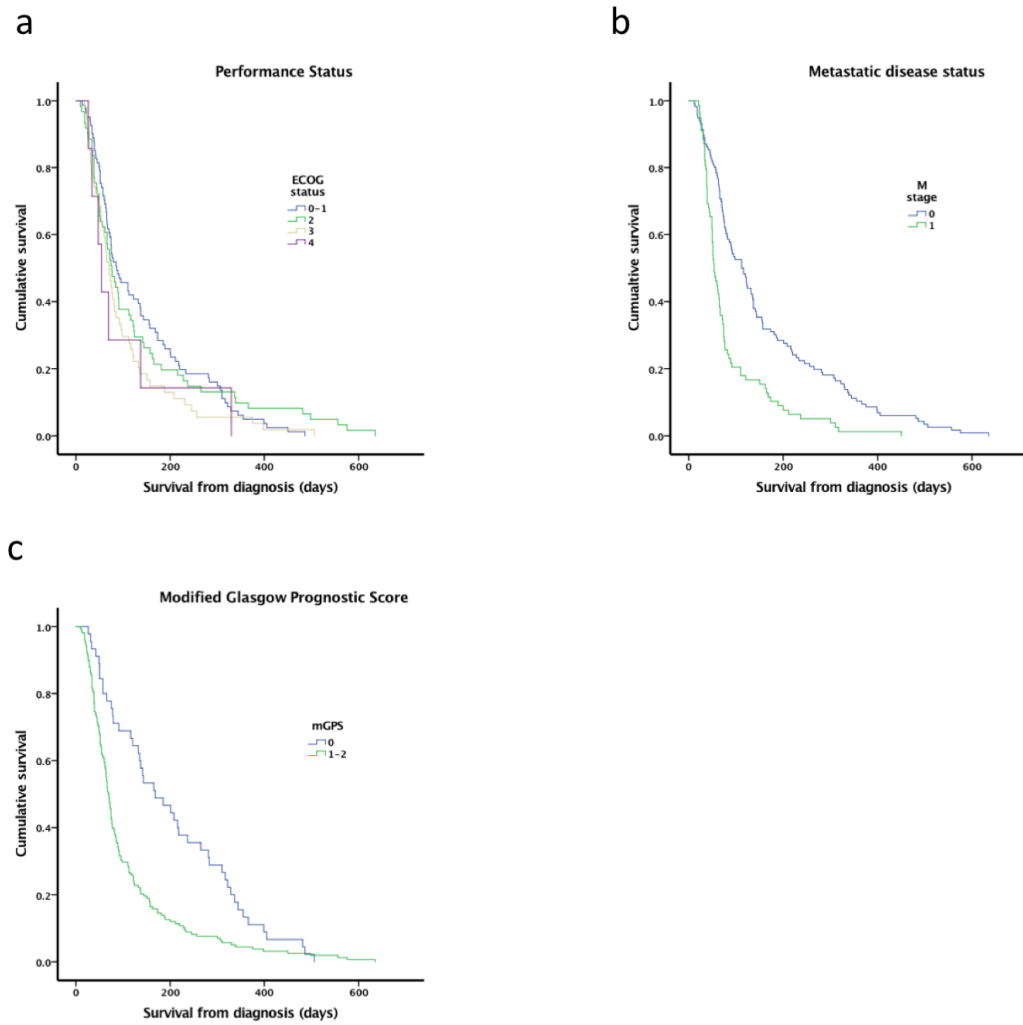 a
Performance Status
1.0
0.8
0.6
0.4
0.2
0.0
Cumulative survival
ECOG
status
0-1
2
3
4
0 200 400 600
Survival from diagnosis (days)
b
Metastatic disease status
1.0
0.8
0.6
0.4
0.2
0.0
Cumualtive survival
M
stage
0
1
0 200 400 600
Survival from diagnosis (days)
c
Modified Glasgow Prognostic Score
1.0
0.8
0.6
0.4
0.2
0.0
Cumulative survival
mGPS
0
1-2
0 200 400 600
Survival from diagnosis (days)